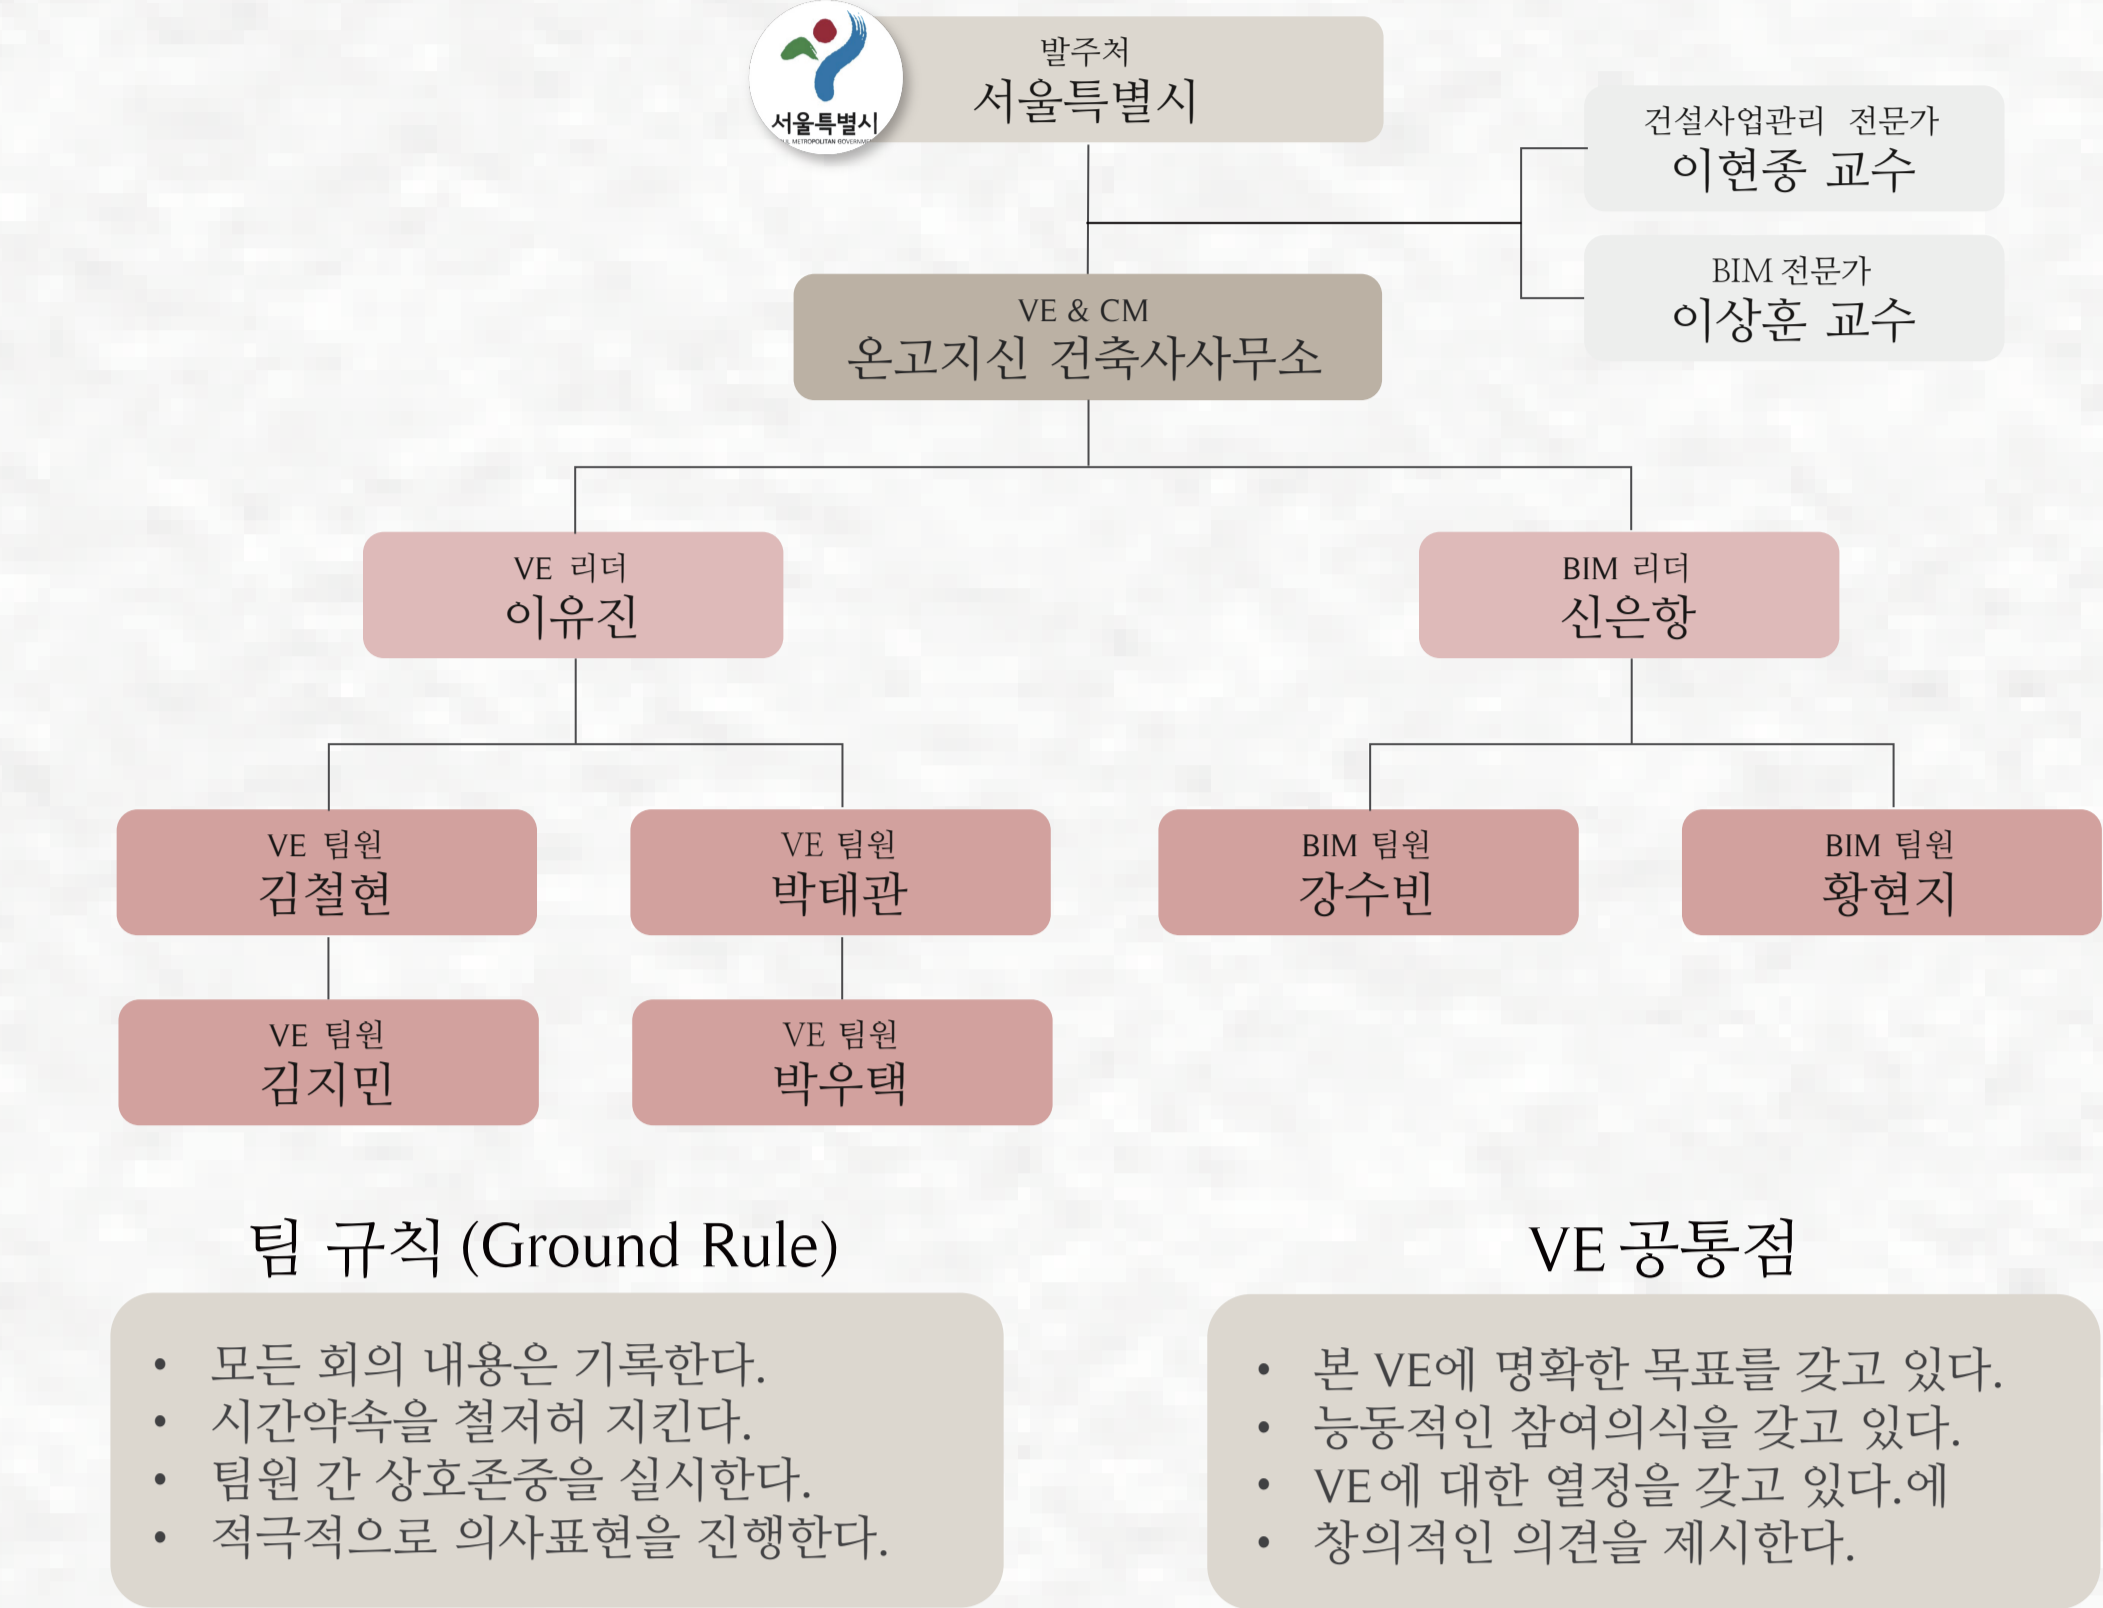 서울특별시
METROPOLITAN
발주처
서울특별시
건설사업관리 전문가
이현종 교수
BIM 전문가
이상훈 교수
VE & CM
온고지신 건축사사무소
VE 리더
이유진
BIM 리더
신은항
VE 팀원
김철현
VE 팀원
박태관
BIM 팀원
강수빈
BIM 팀원
황현지
VE 팀원
김지민
VE 팀원
박우택
팀 규칙 (Ground Rule)
• 모든 회의 내용은 기록한다.
• 시간약속을 철저허 지킨다.
• 팀원 간 상호존중을 실시한다.
• 적극적으로 의사표현을 진행한다.
VE 공통점
• 본 VE에 명확한 목표를 갖고 있다.
• 능동적인 참여의식을 갖고 있다.
• VE에 대한 열정을 갖고 있다.에
• 창의적인 의견을 제시한다.